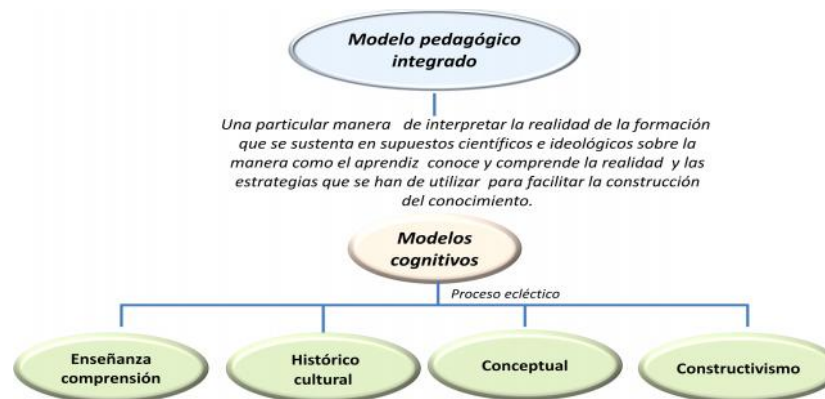 Modelo pedagógico
integrado
Una particular manera de interpretar la realidad de la formación
que se sustenta en supuestos científicos e ideológicos sobre la
manera como el aprendiz conoce y comprende la realidad y las
estrategias que se han de utilizar para facilitar la construcción
del conocimiento.
Modelos
cognitivos
Proceso ecléctico
Enseñanza
comprensión
Histórico
cultural
Conceptual
Constructivismo